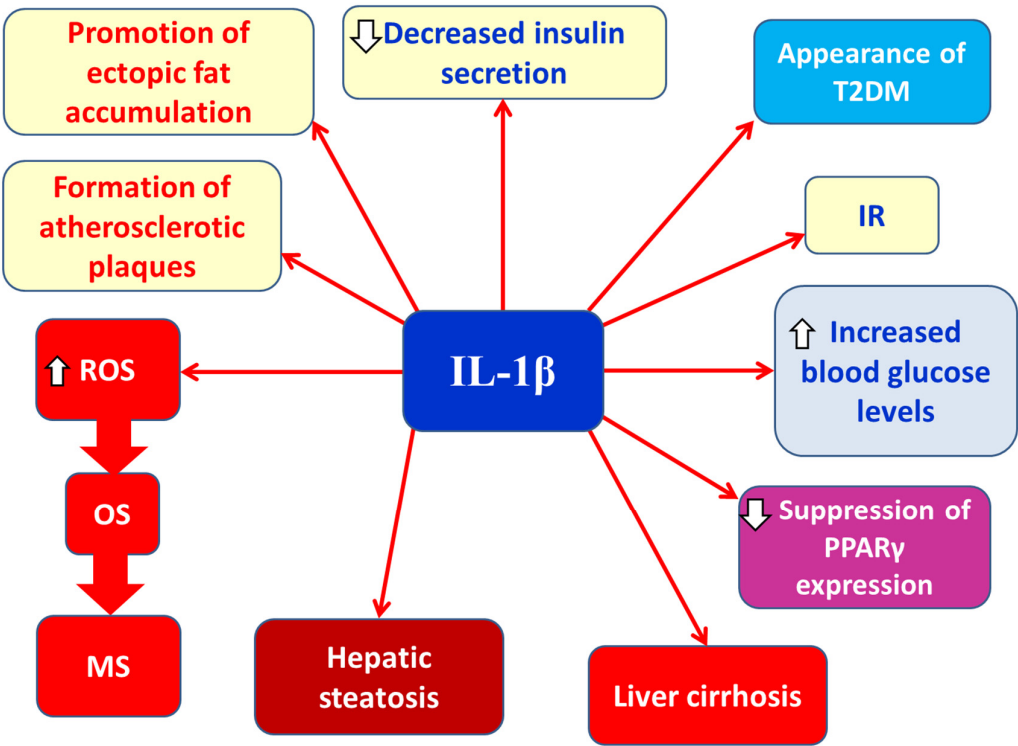 Promotion of
ectopic fat
accumulation
Decreased insulin
secretion
Appearance of
T2DM
Formation of
atherosclerotic
plaques
IR
ROS
IL-1β
Increased
blood glucose
levels
OS
Suppression of
PPARγ
expression
MS
Hepatic
steatosis
Liver cirrhosis